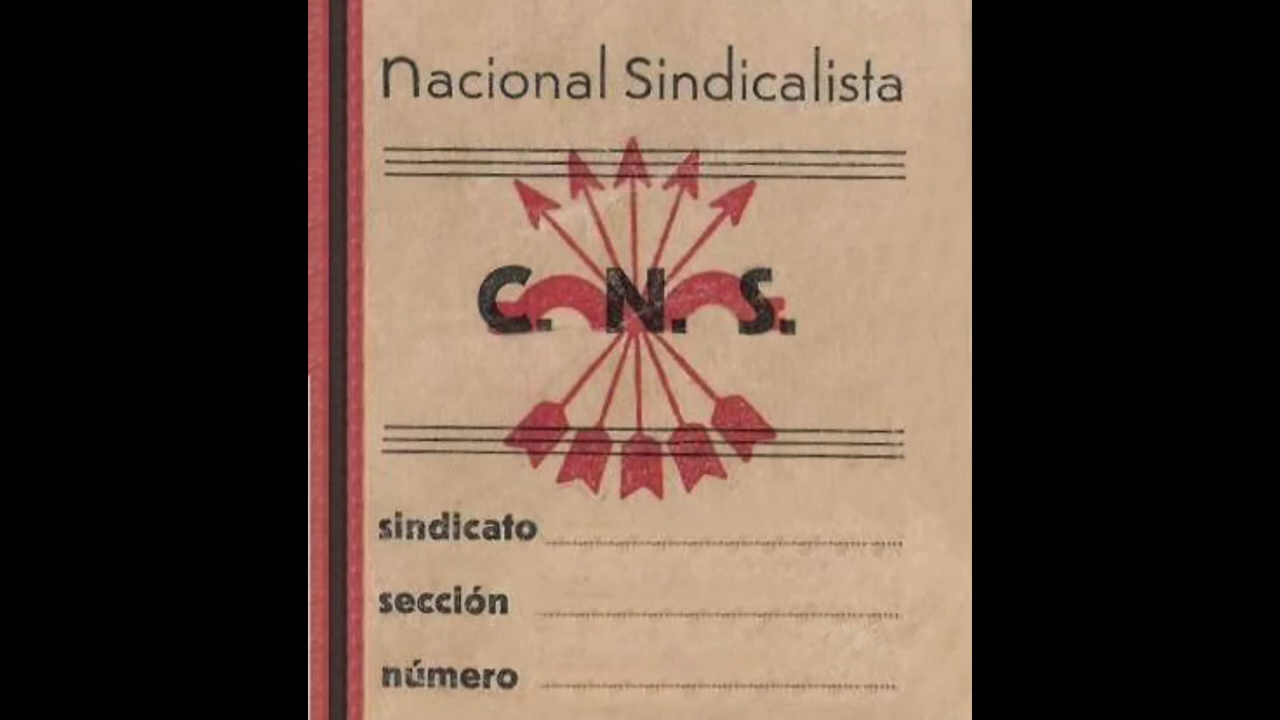 nacional Sindicalista
C. N. S.
sindicato
sección
número